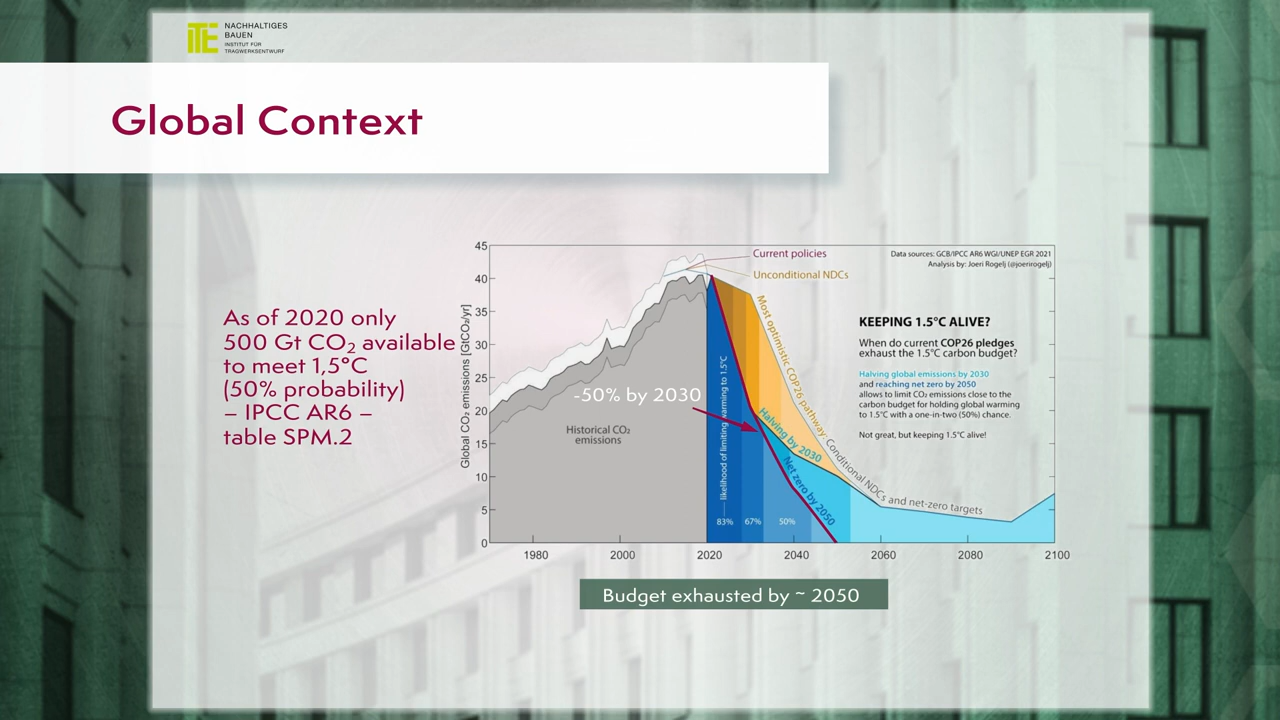 iTE
NACHHALTIGES
BAUEN
INSTITUT FÜR
TRAGWERKSENTWURF
Global Context
As of 2020 only
500 Gt CO₂ available
to meet 1,5°C
(50% probability)
– IPCC AR6 –
table SPM.2
Global CO₂ emissions [GtCO₂/yr]
45
40
35
30
25
20
15
10
5
0
1980
2000
2020
2040
2060
2080
2100
Current policies
Unconditional NDCs
Data sources: GCB/IPCC AR6 WGI/UNEP EGR 2021
Analysis by: Joeri Rogelj (@joerirogelj)
KEEPING 1.5°C ALIVE?
When do current COP26 pledges
exhaust the 1.5°C carbon budget?
Halving global emissions by 2030
and reaching net zero by 2050
allows to limit CO₂ emissions close to the
carbon budget for holding global warming
to 1.5°C with a one-in-two (50%) chance.
Not great, but keeping 1.5°C alive!
-50% by 2030
Historical CO₂
emissions
likelihood of limiting warming to 1.5°C
83%
67%
50%
Most optimistic COP26 pathway: Conditional NDCs and net-zero targets
Halving by 2030
Net zero by 2050
Budget exhausted by ~ 2050